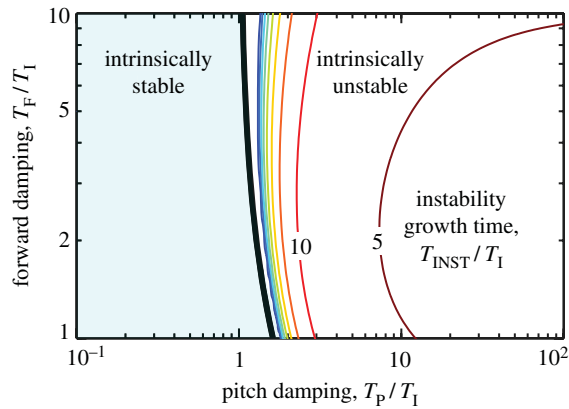 forward damping, T_F / T_I
10
5
2
1
intrinsically
stable
intrinsically
unstable
10
5
instability
growth time,
T_INST / T_I
10^-1
1
10
10^2
pitch damping, T_P / T_I